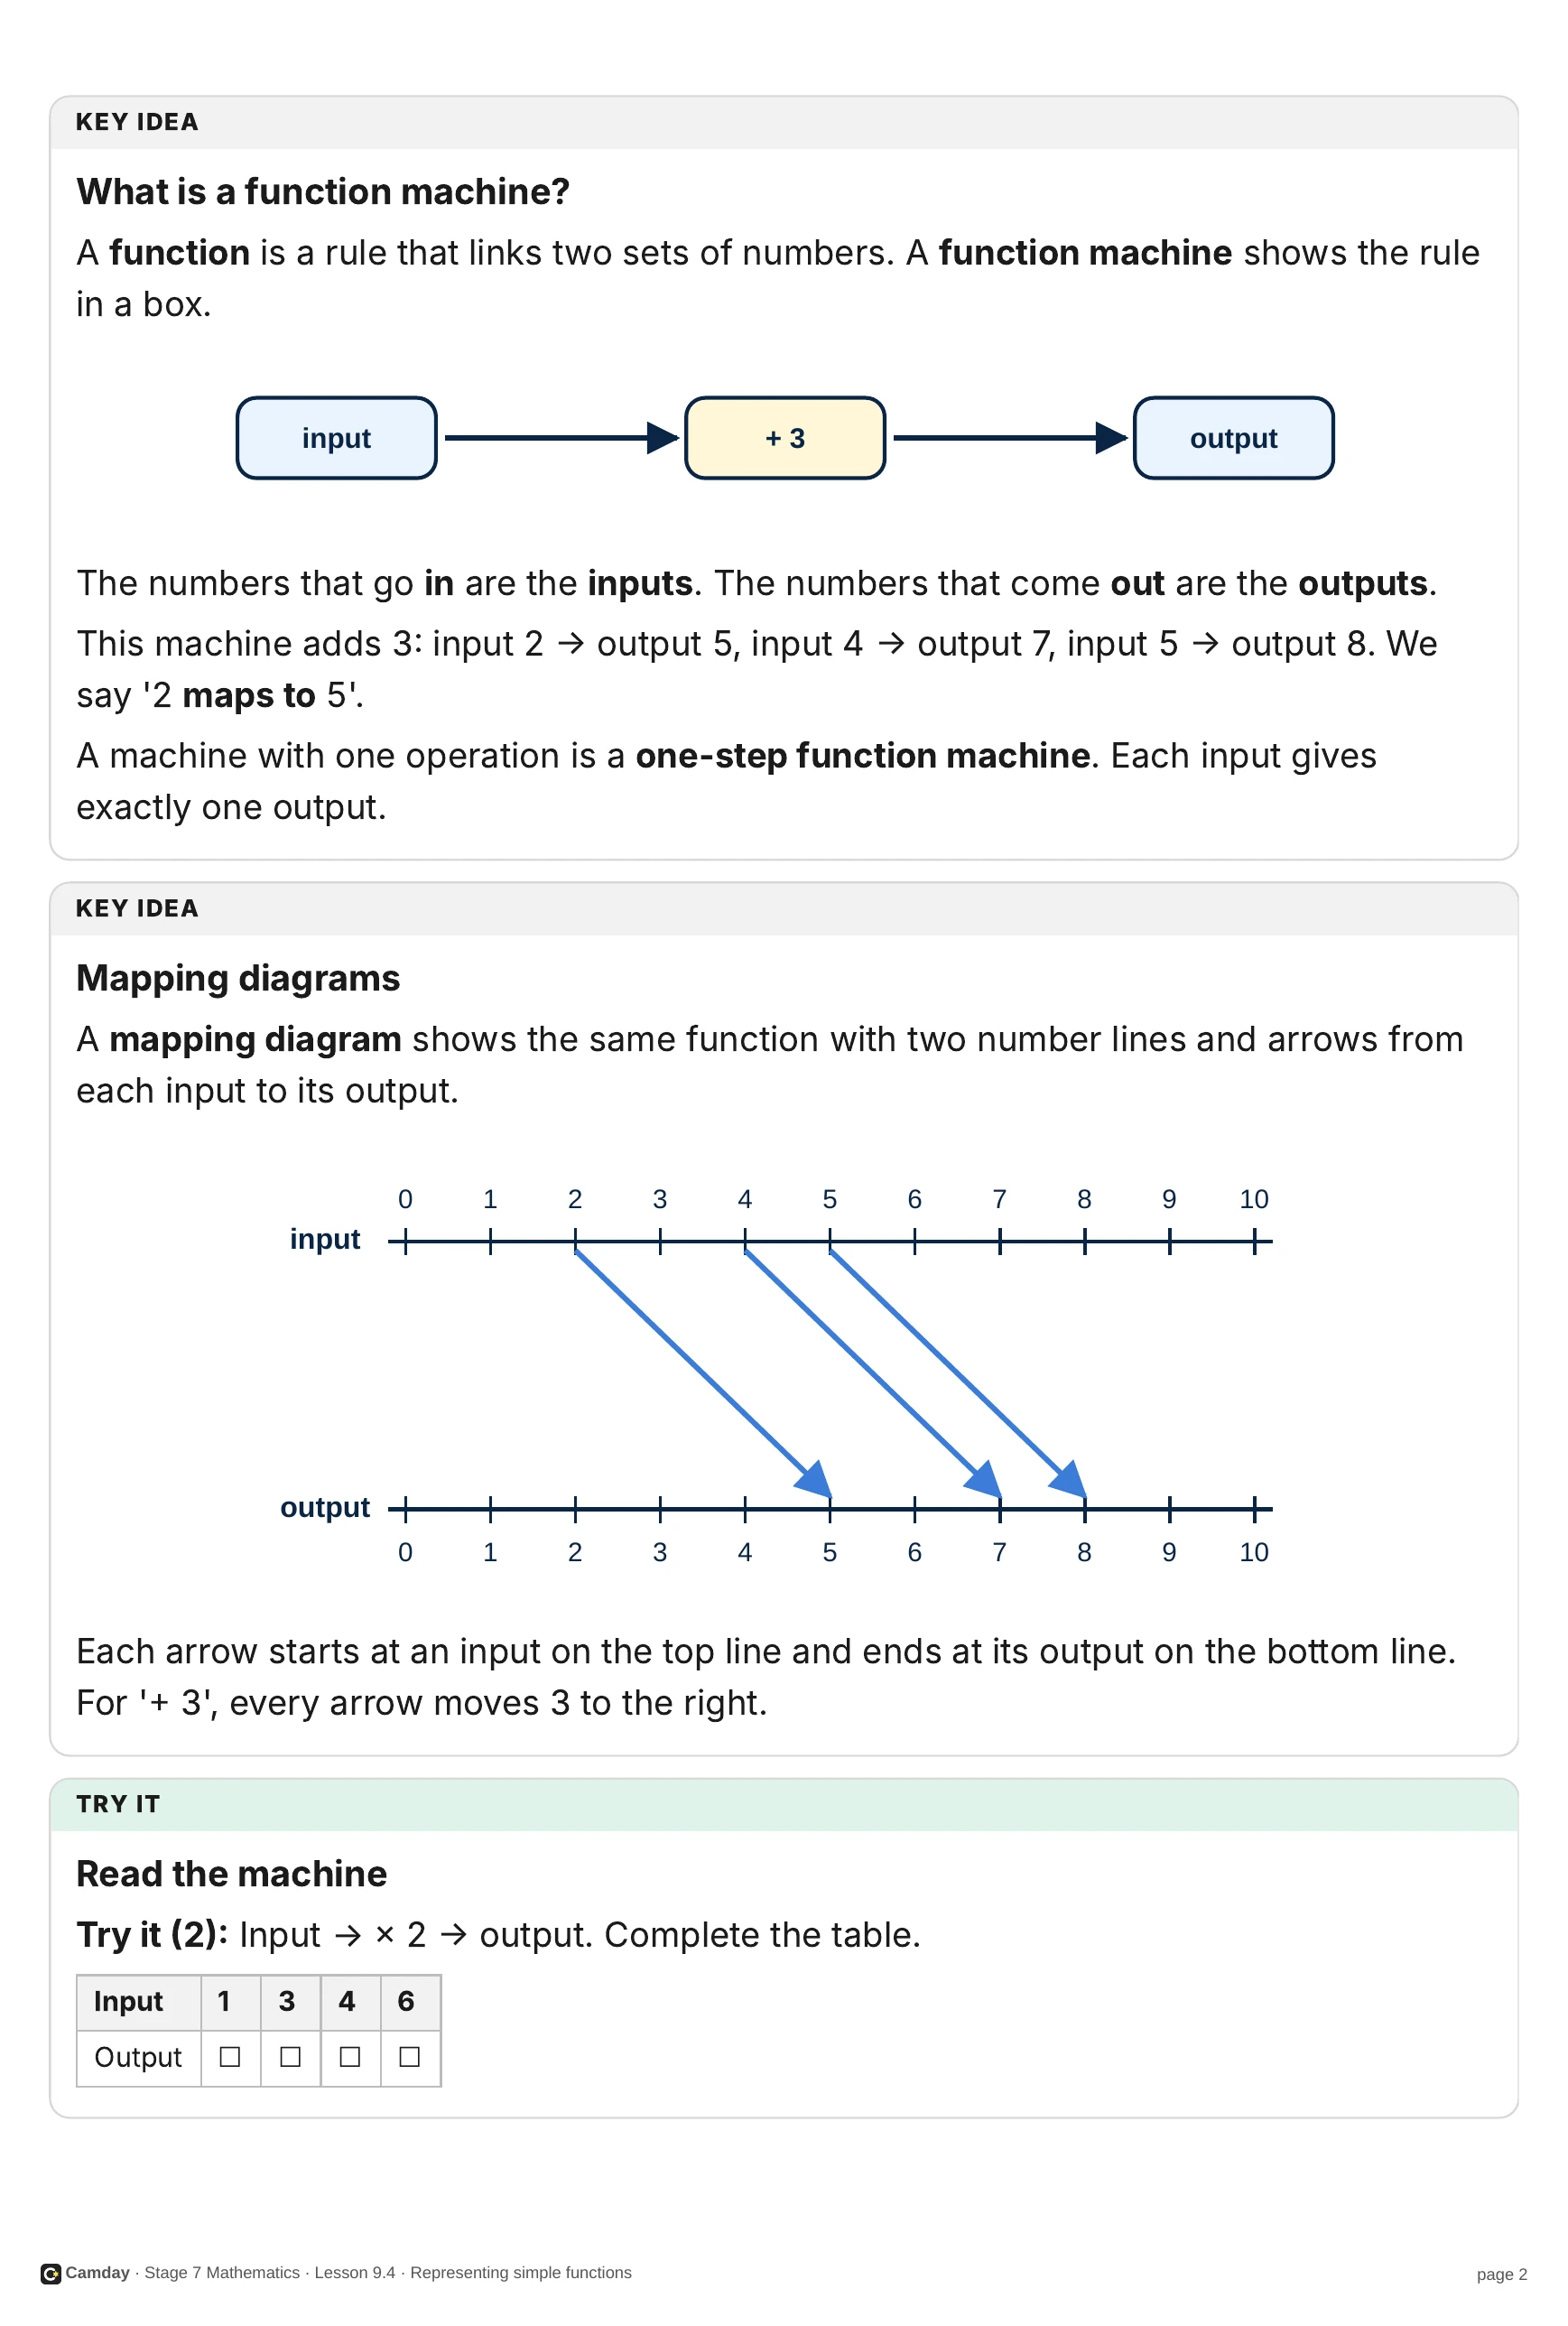 KEY IDEA
What is a function machine?
A function is a rule that links two sets of numbers. A function machine shows the rule
in a box.
input + 3 output
The numbers that go in are the inputs. The numbers that come out are the outputs.
This machine adds 3: input 2 → output 5, input 4 → output 7, input 5 → output 8. We
say '2 maps to 5'.
A machine with one operation is a one-step function machine. Each input gives
exactly one output.
KEY IDEA
Mapping diagrams
A mapping diagram shows the same function with two number lines and arrows from
each input to its output.
0 1 2 3 4 5 6 7 8 9 10
input
output
0 1 2 3 4 5 6 7 8 9 10
Each arrow starts at an input on the top line and ends at its output on the bottom line.
For '+ 3', every arrow moves 3 to the right.
TRY IT
Read the machine
Try it (2): Input → × 2 → output. Complete the table.
Input 1 3 4 6
Output ☐ ☐ ☐ ☐
Camday · Stage 7 Mathematics · Lesson 9.4 · Representing simple functions
page 2